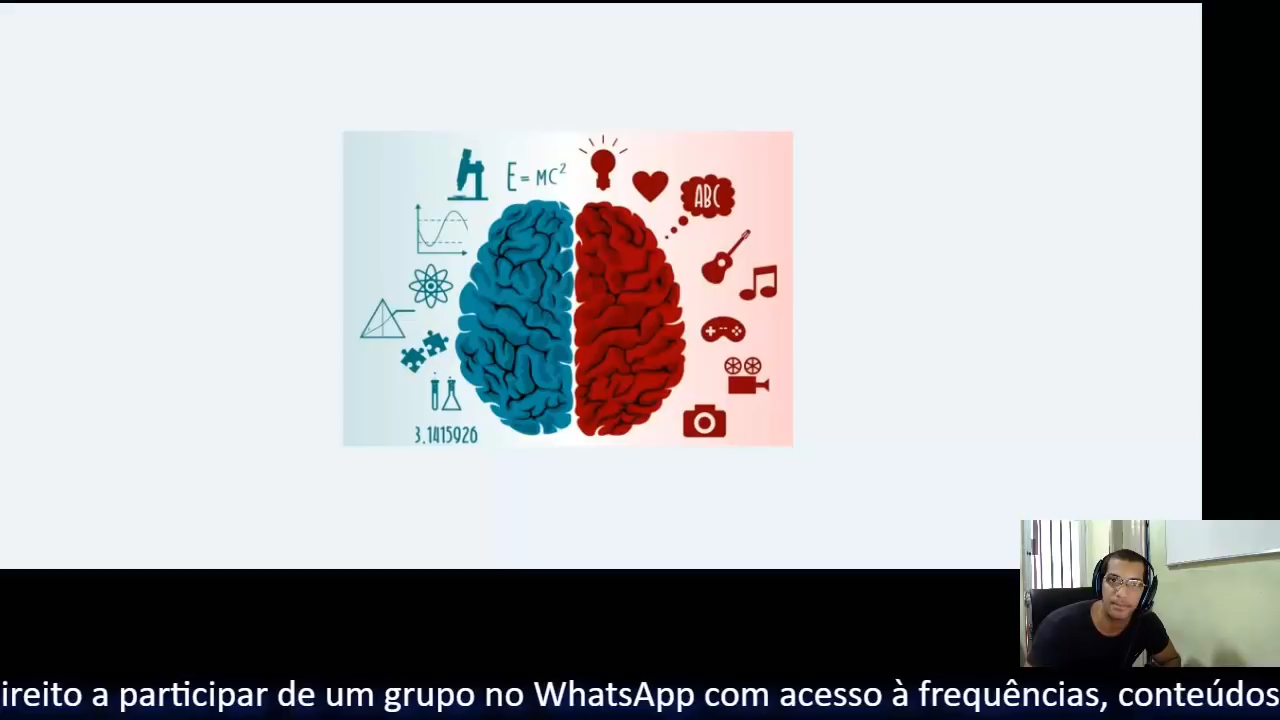 E = MC²
ABC
3,1415926
ireito a participar de um grupo no WhatsApp com acesso à frequências, conteúdos